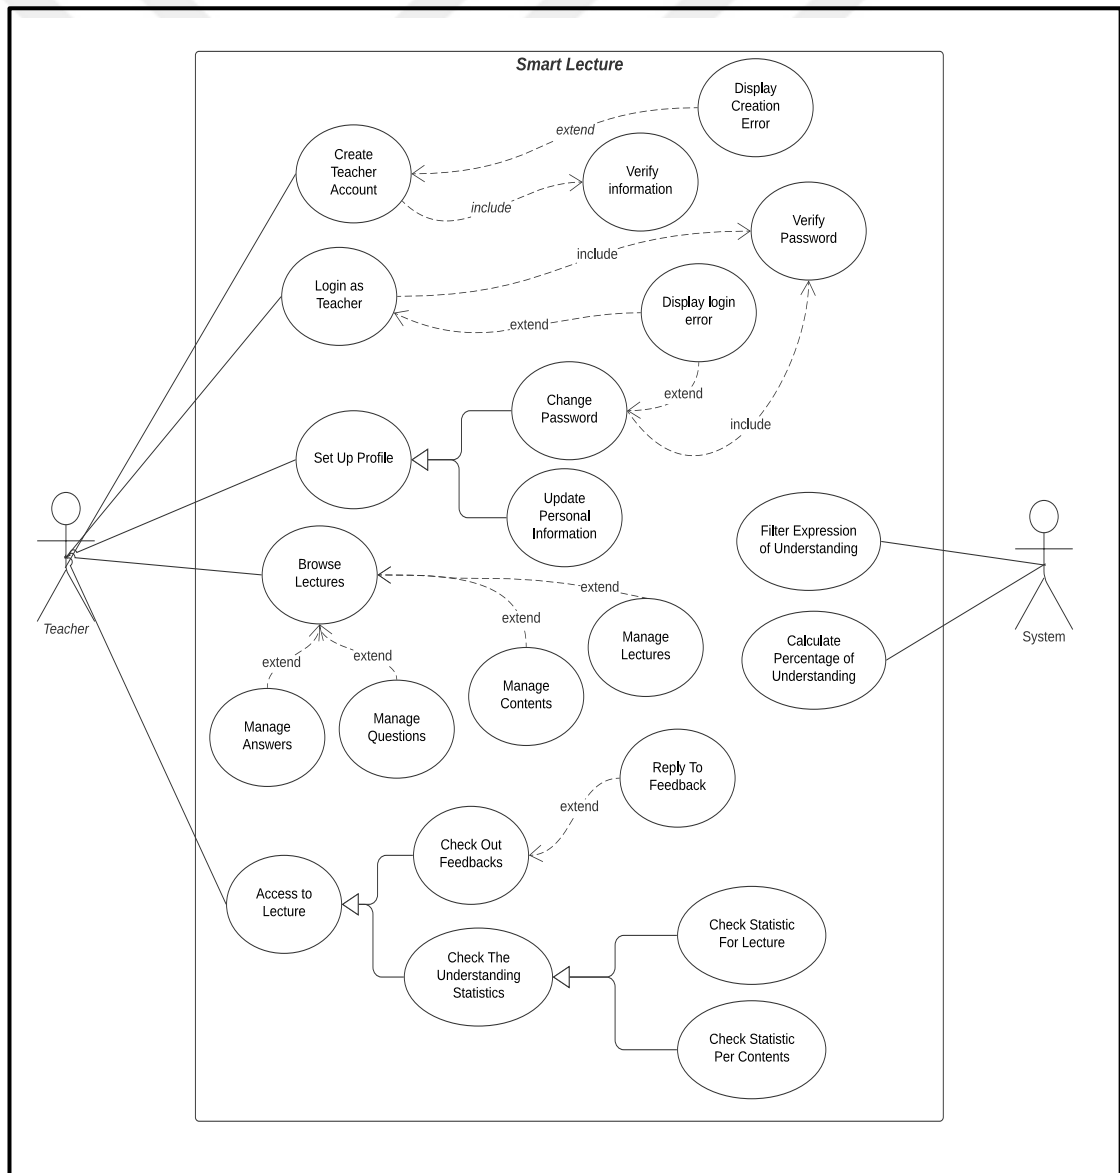 Smart Lecture
Display
Creation
Error
extend
Create
Teacher
Account
Verify
information
include
Verify
Password
include
Login as
Teacher
Display login
error
extend
extend
Change
Password
include
Set Up Profile
Update
Personal
Information
Filter Expression
of Understanding
Browse
Lectures
extend
extend
Teacher
Manage
Lectures
System
Calculate
Percentage of
Understanding
extend
extend
Manage
Contents
Manage
Answers
Manage
Questions
Reply To
Feedback
extend
Check Out
Feedbacks
Access to
Lecture
Check Statistic
For Lecture
Check The
Understanding
Statistics
Check Statistic
Per Contents